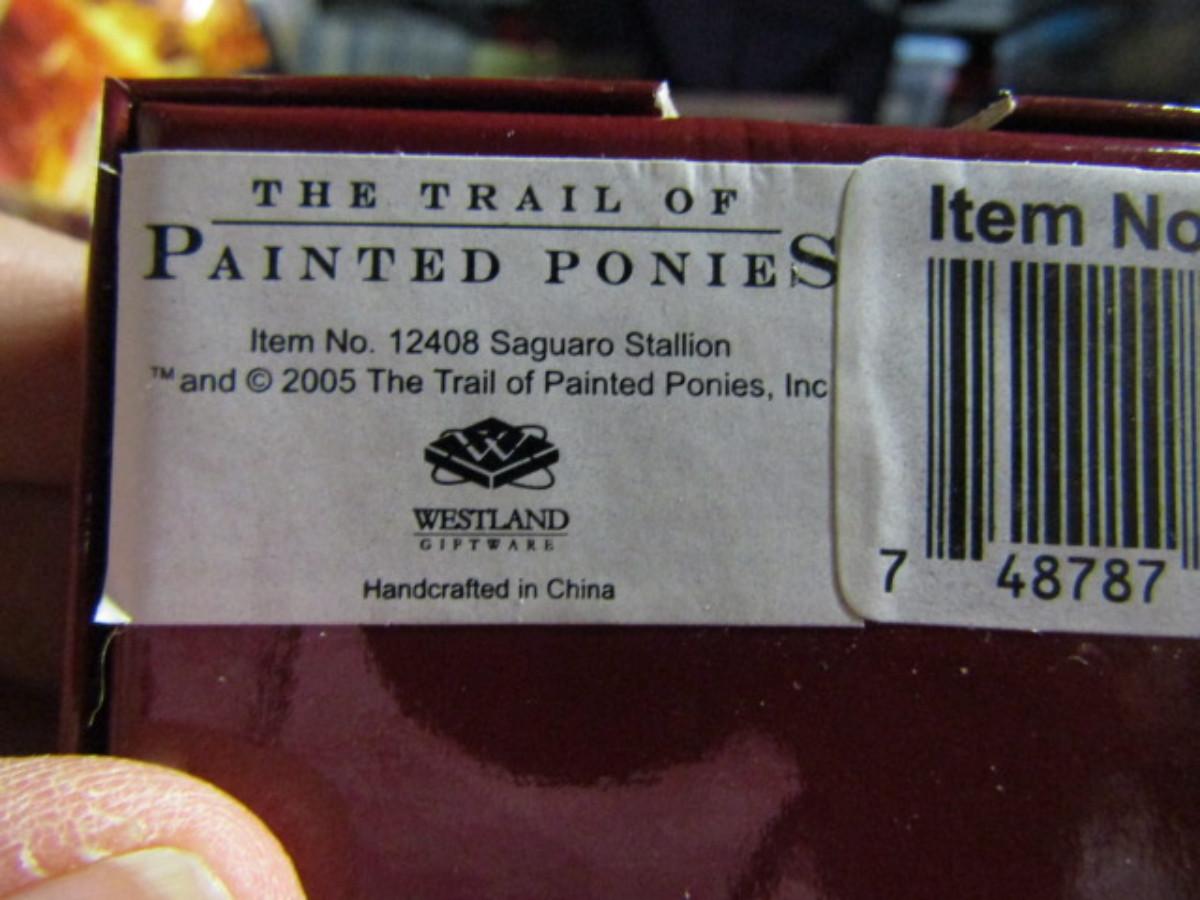 THE TRAIL OF
PAINTED PONIES
Item No. 12408 Saguaro Stallion
™ and © 2005 The Trail of Painted Ponies, Inc
W
WESTLAND
GIFTWARE
Handcrafted in China
Item No
7 48787